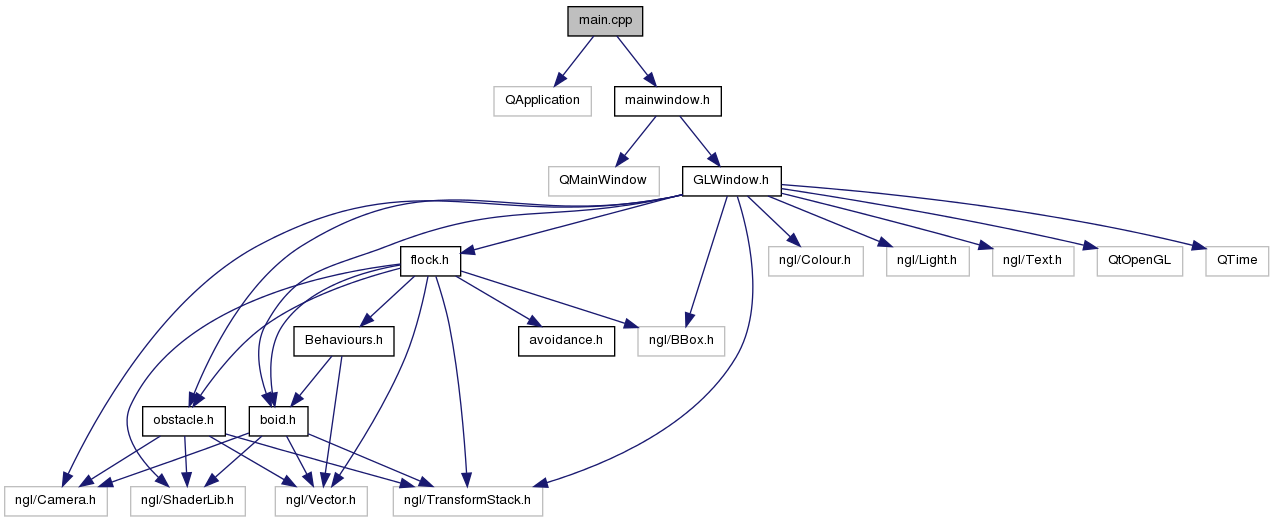 main.cpp
QApplication
mainwindow.h
QMainWindow
GLWindow.h
flock.h
ngl/Colour.h
ngl/Light.h
ngl/Text.h
QtOpenGL
QTime
Behaviours.h
avoidance.h
ngl/BBox.h
obstacle.h
boid.h
ngl/Camera.h
ngl/ShaderLib.h
ngl/Vector.h
ngl/TransformStack.h